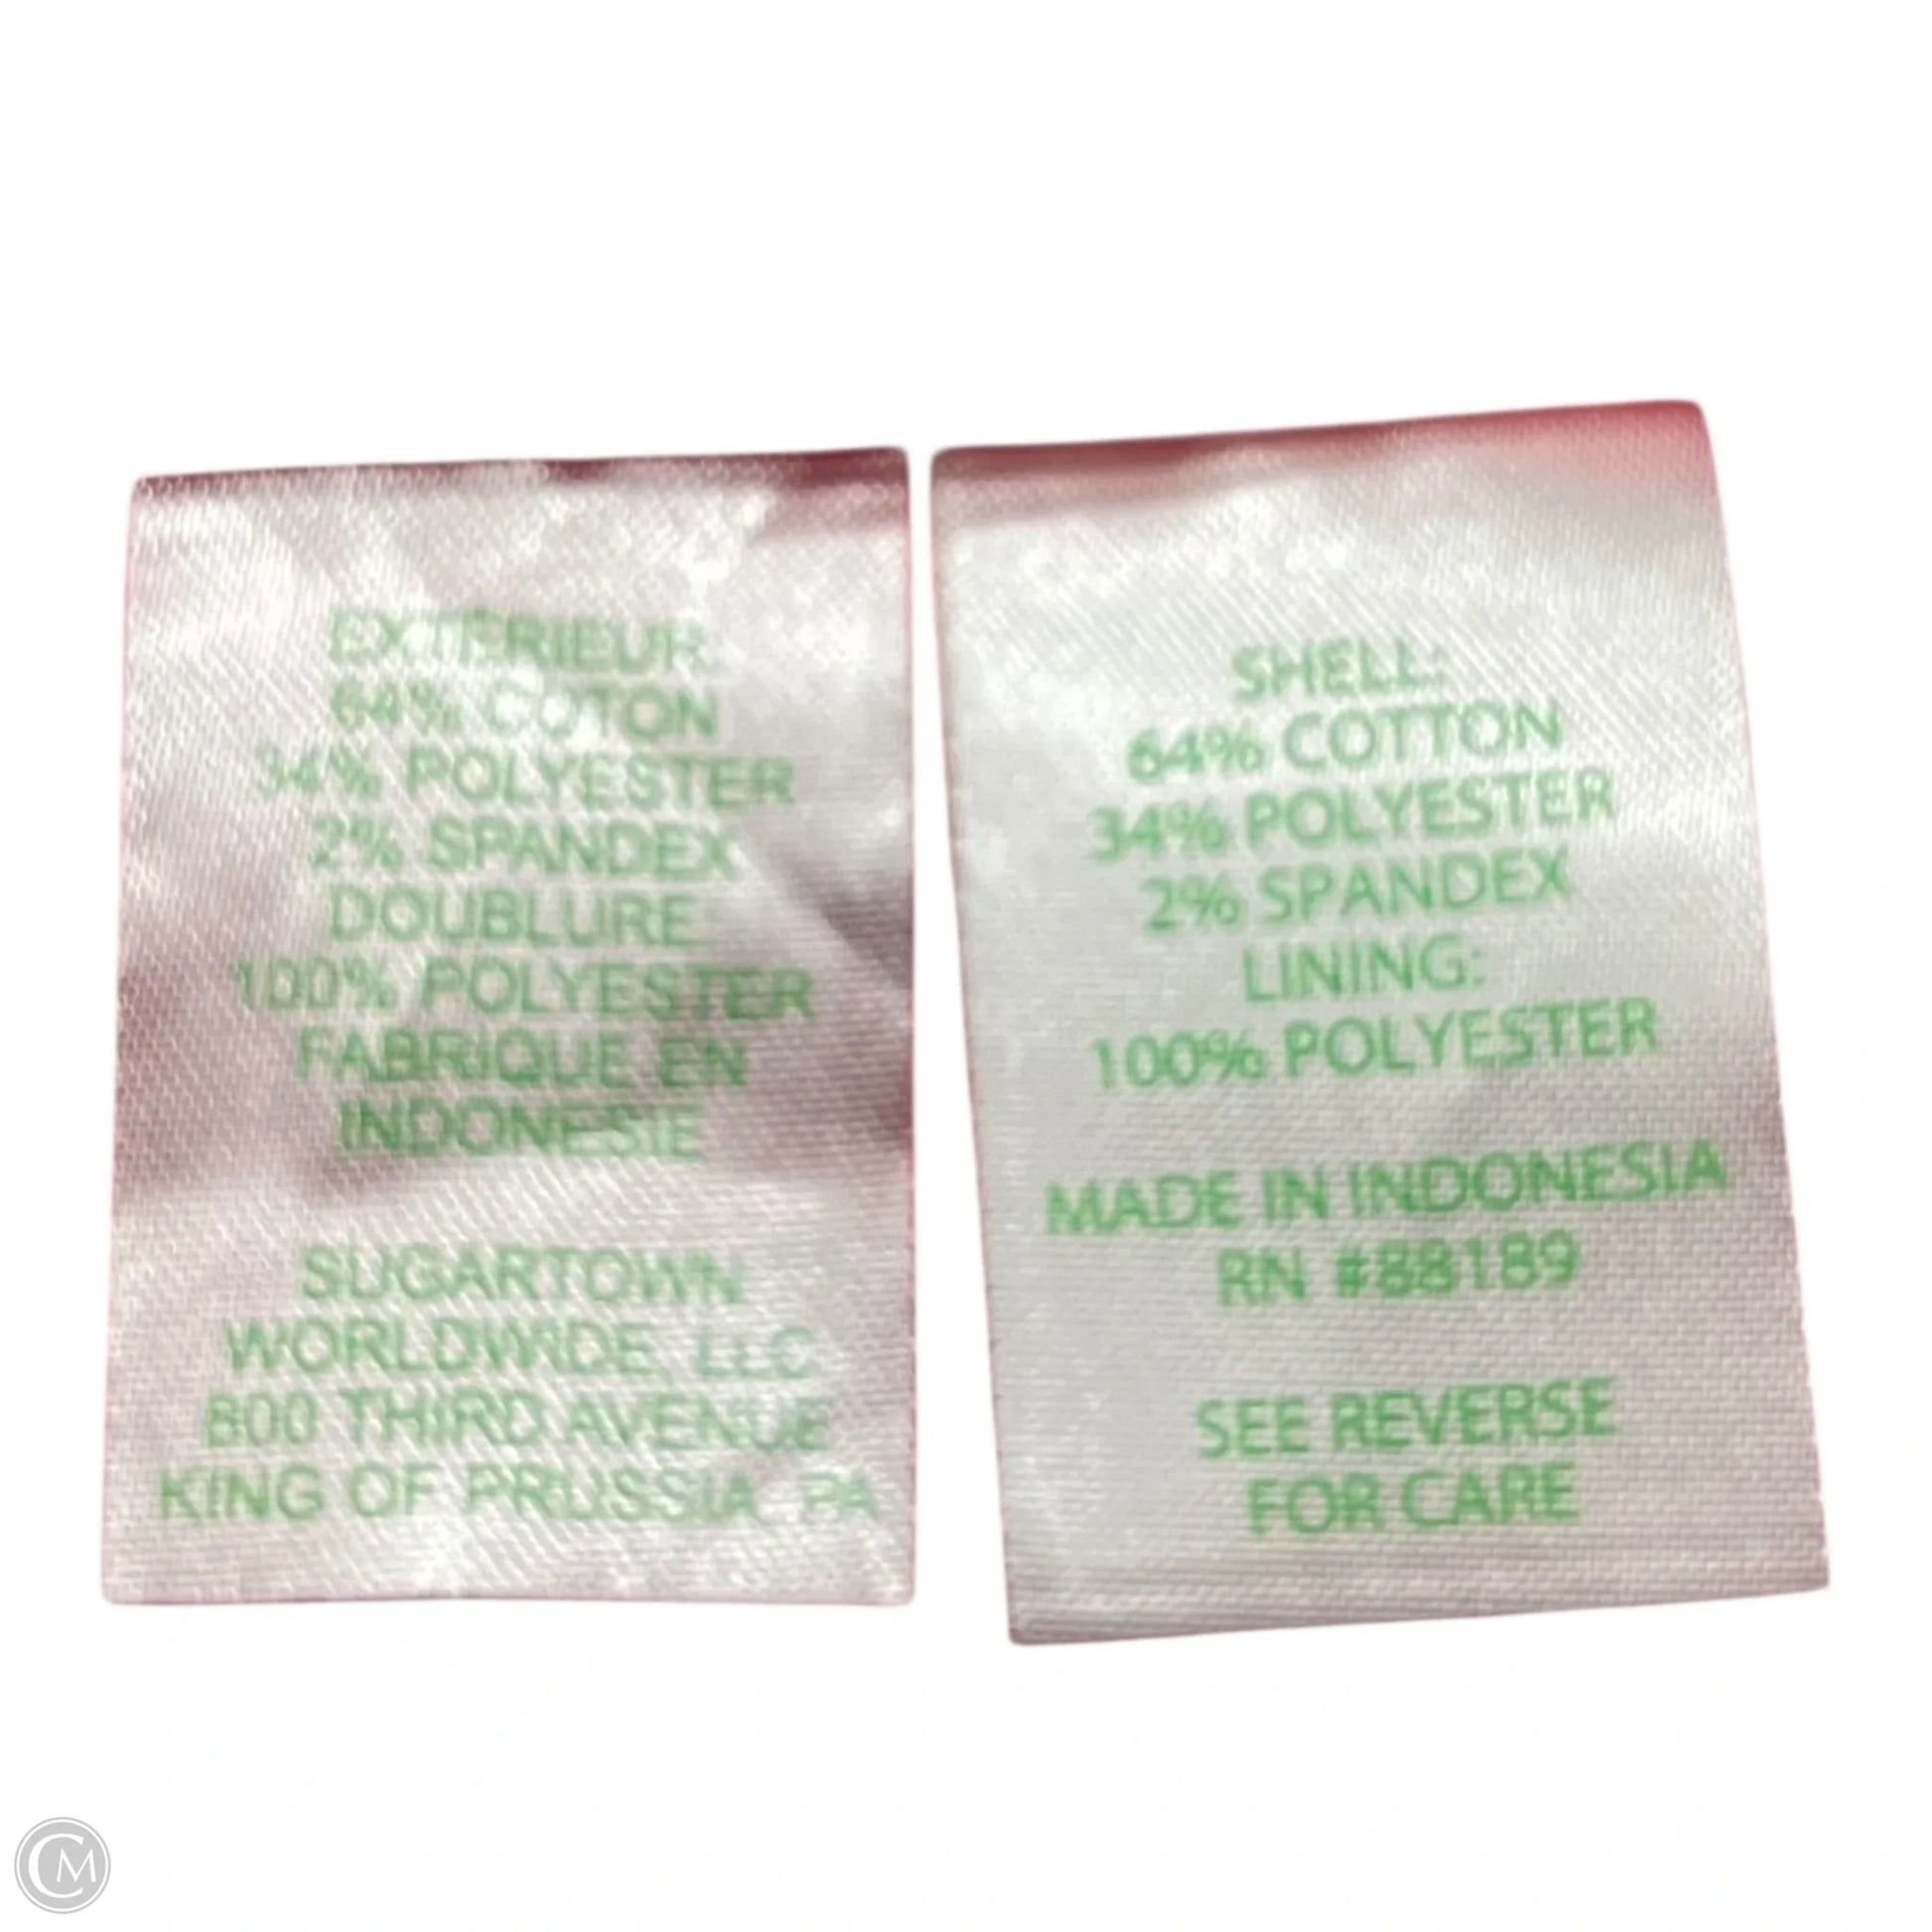 EXTERIEUR
64% COTON
34% POLYESTER
2% SPANDEX
DOUBLURE
100% POLYESTER
FABRIQUE EN
INDONESIE
SUGARTOWN
WORLDWIDE, LLC
800 THIRD AVENUE
KING OF PRUSSIA, PA
SHELL:
64% COTTON
34% POLYESTER
2% SPANDEX
LINING:
100% POLYESTER
MADE IN INDONESIA
RN #88189
SEE REVERSE
FOR CARE
CM